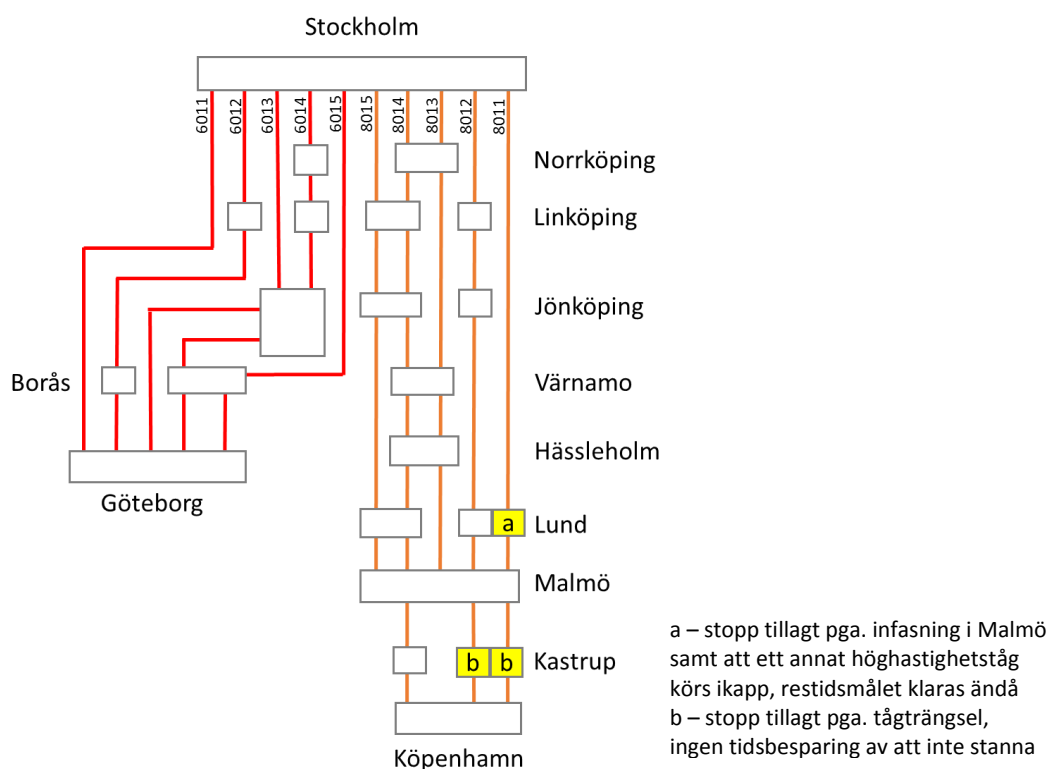 Stockholm
6011
6012
6013
6014
6015
8015
8014
8013
8012
8011
Norrköping
Linköping
Jönköping
Borås
Värnamo
Hässleholm
Göteborg
a
Lund
Malmö
b
b
Kastrup
Köpenhamn
a – stopp tillagt pga. infasning i Malmö
samt att ett annat höghastighetståg
körs ikapp, restidsmålet klaras ändå
b – stopp tillagt pga. tågträngsel,
ingen tidsbesparing av att inte stanna